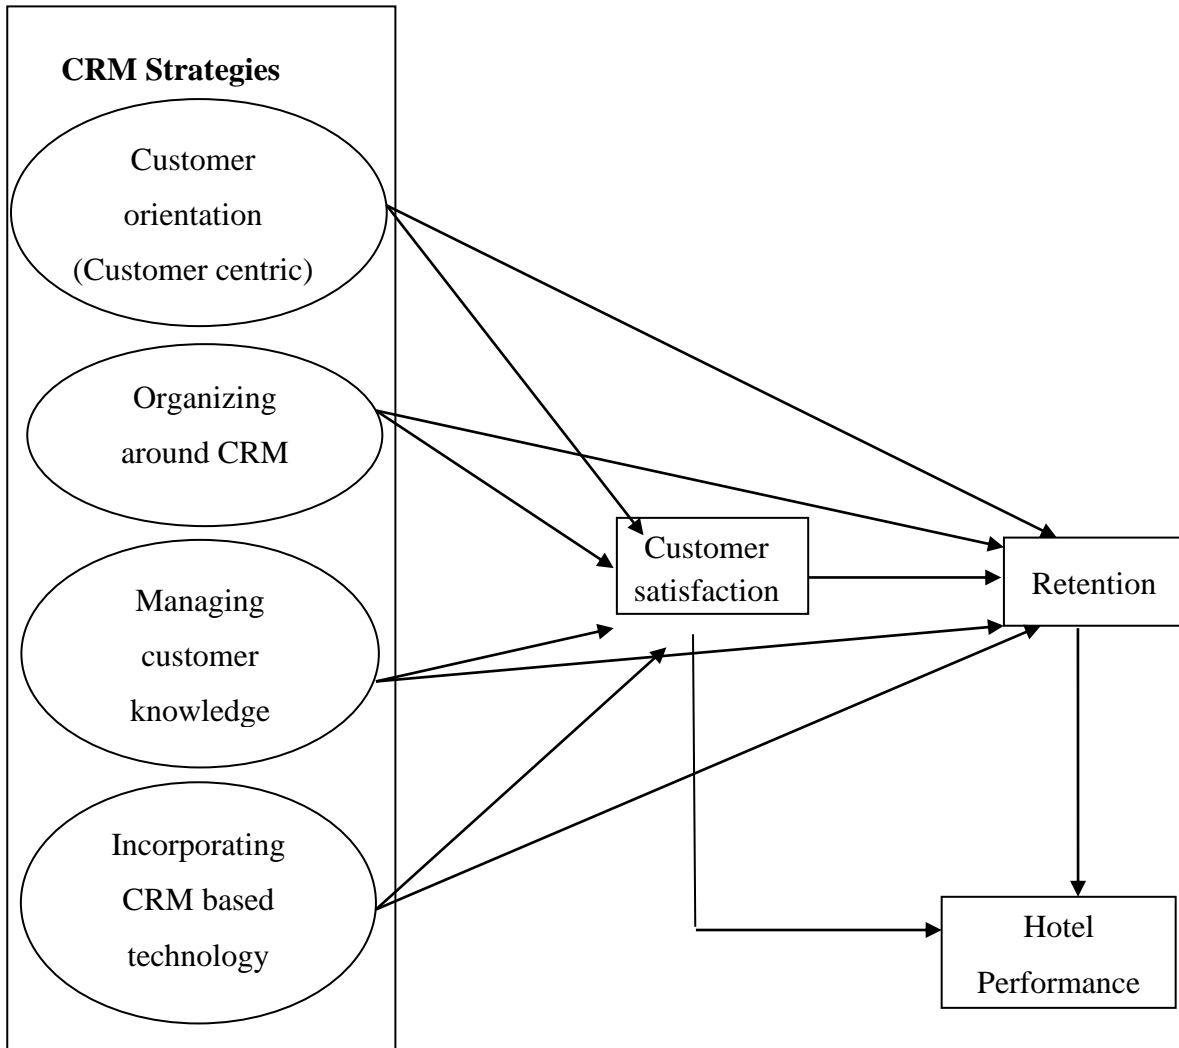 CRM Strategies
Customer
orientation
(Customer centric)
Organizing
around CRM
Managing
customer
knowledge
Incorporating
CRM based
technology
Customer
satisfaction
Retention
Hotel
Performance